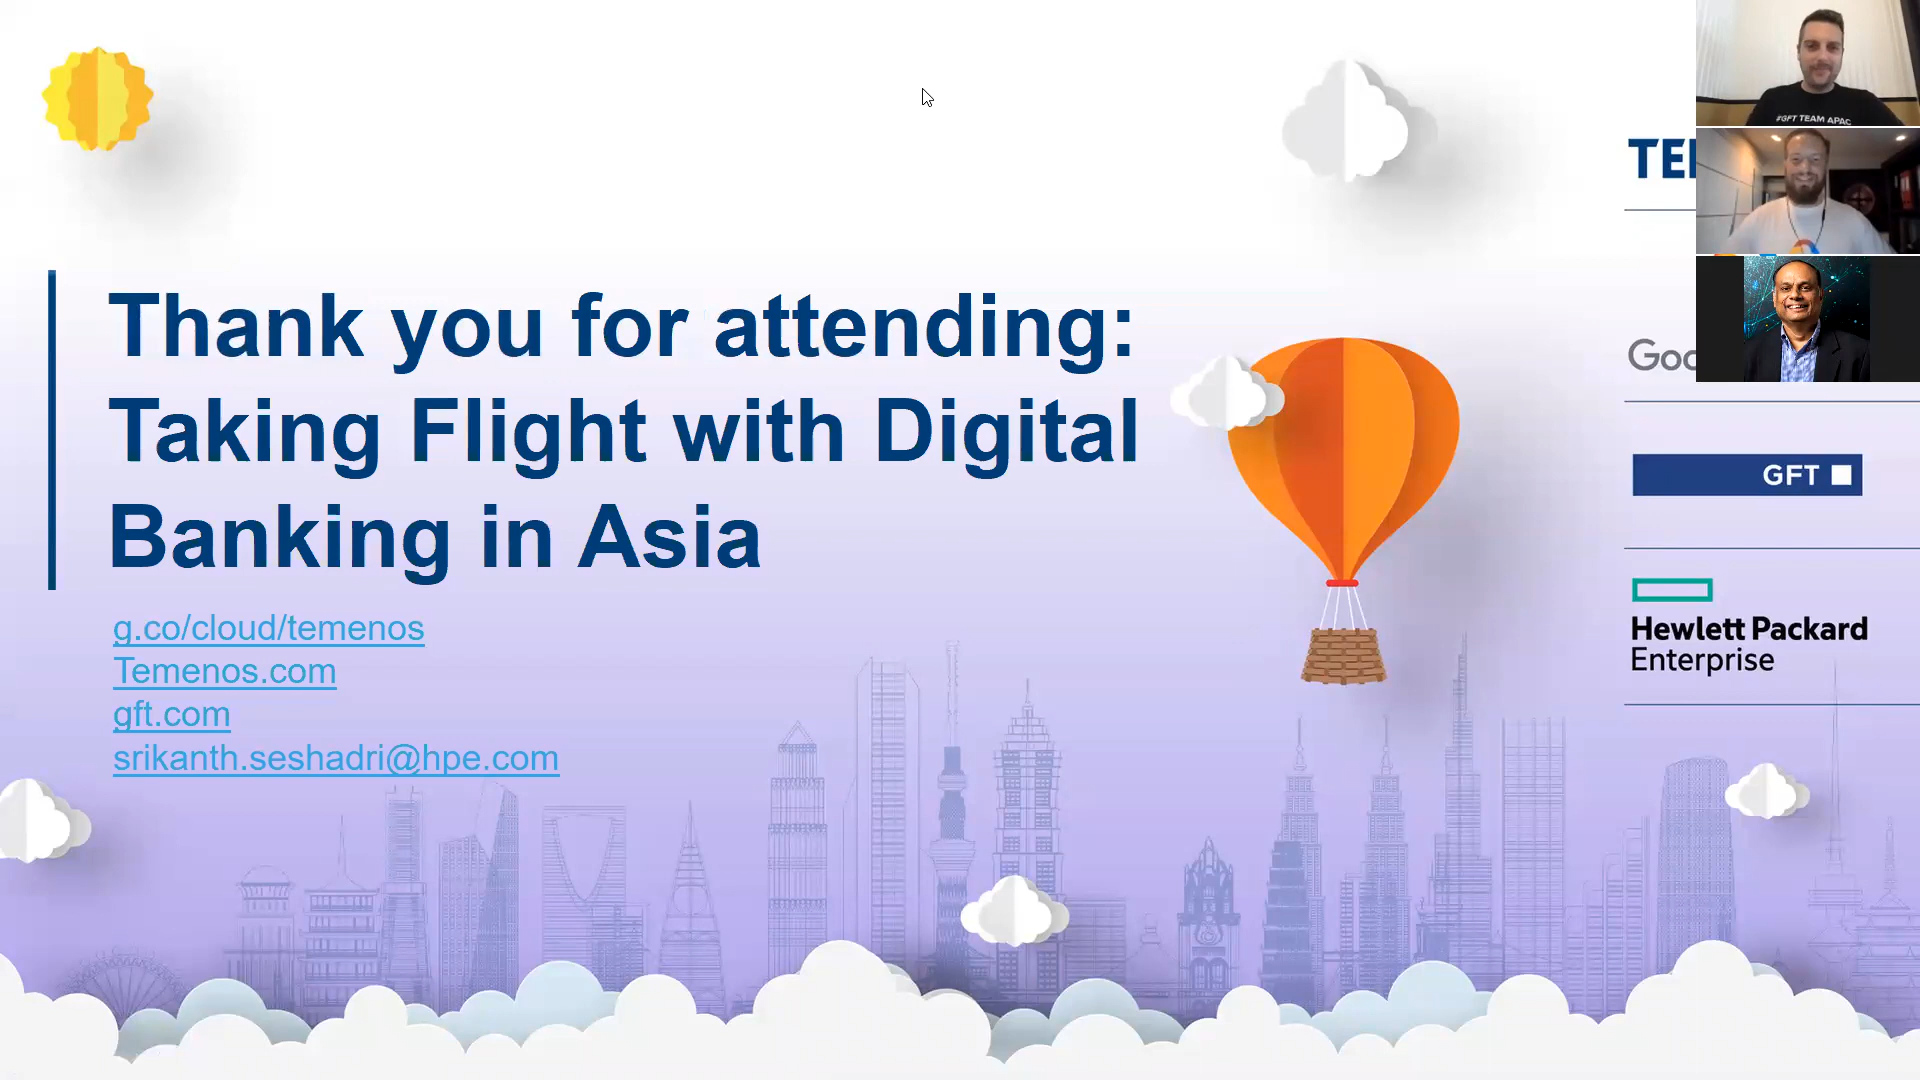 Thank you for attending:
Taking Flight with Digital
Banking in Asia
g.co/cloud/temenos
Temenos.com
gft.com
srikanth.seshadri@hpe.com
#GFT TEAM APAC
TE
Goo
GFT
Hewlett Packard
Enterprise